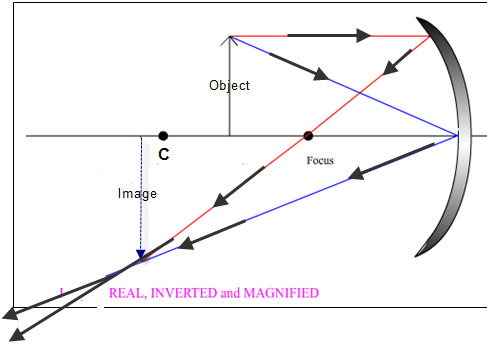 Object
C
Focus
Image
REAL, INVERTED and MAGNIFIED